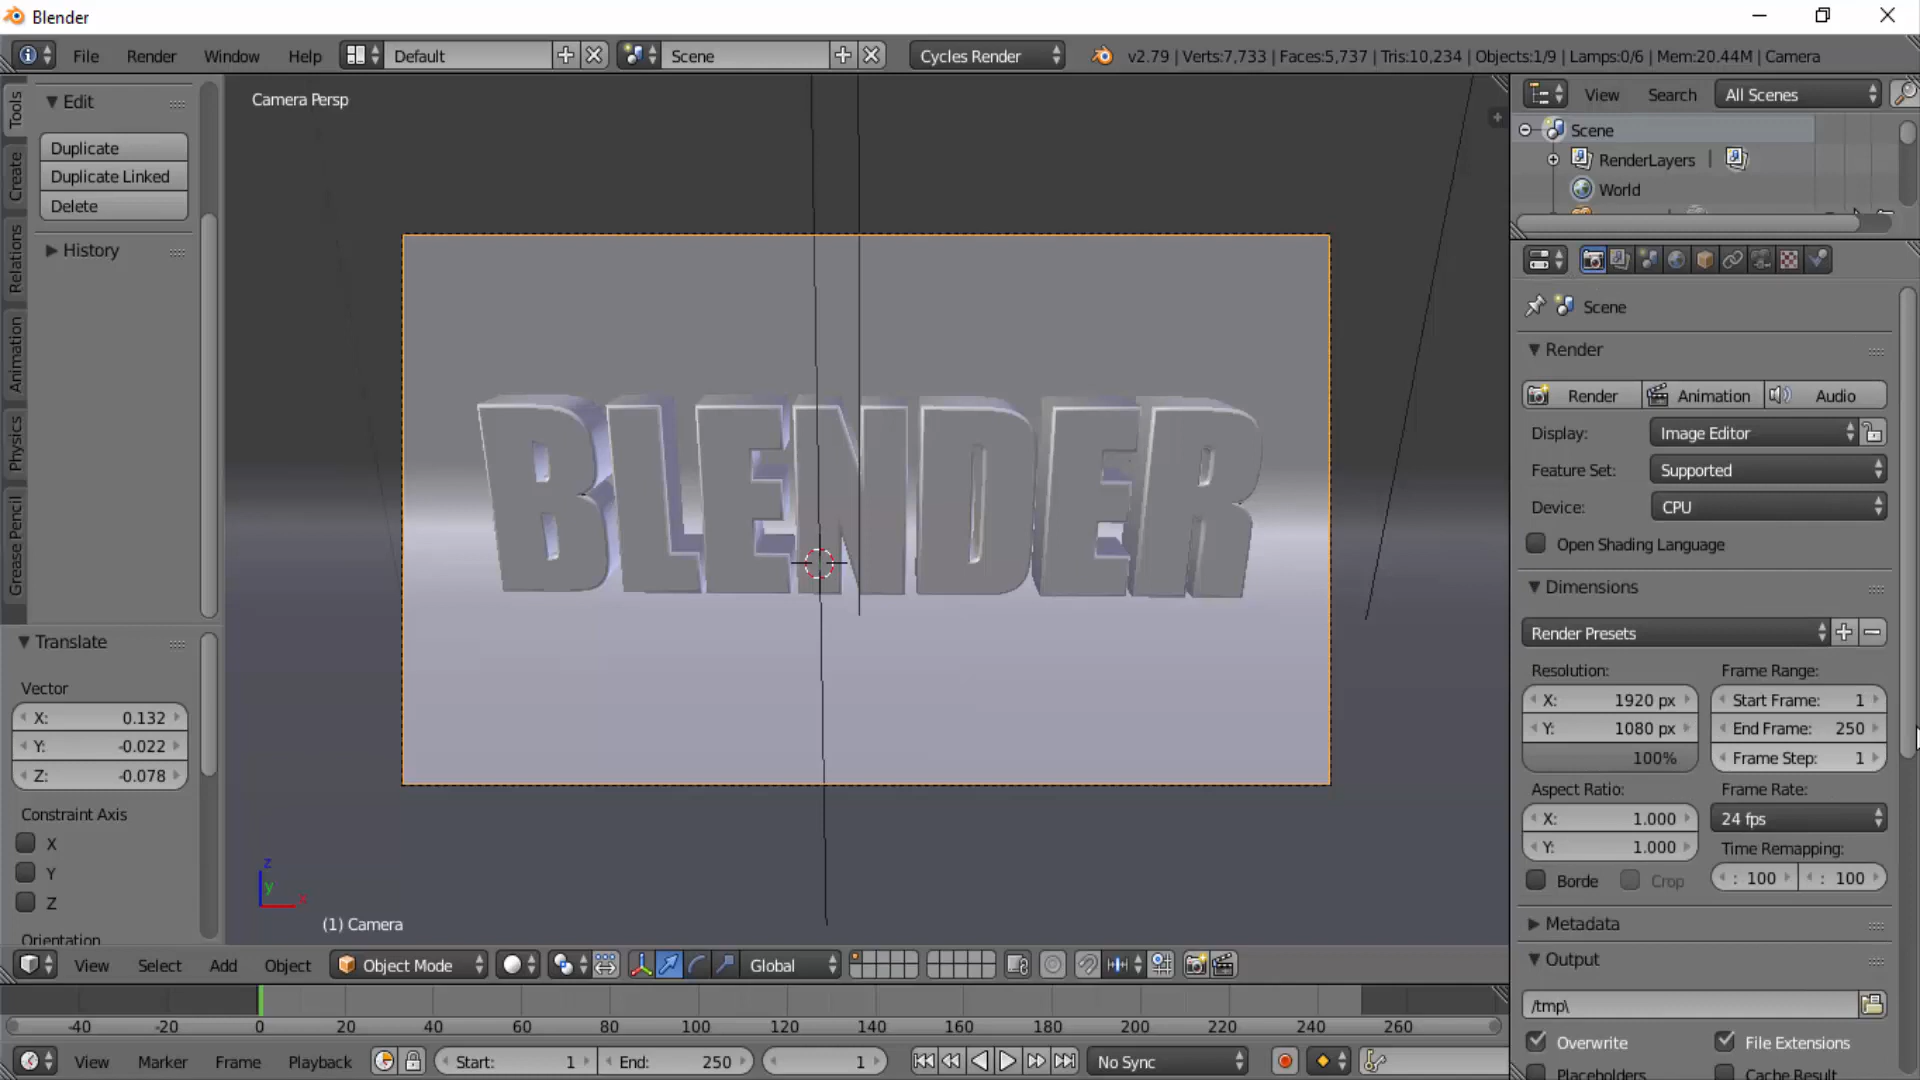 Blender
File Render Window Help Default Scene Cycles Render v2.79 | Verts:7,733 | Faces:5,737 | Tris:10,234 | Objects:1/9 | Lamps:0/6 | Mem:20.44M | Camera
Tools
Create
Relations
Animation
Physics
Grease Pencil
Edit
Duplicate
Duplicate Linked
Delete
History
Translate
Vector
X: 0.132
Y: -0.022
Z: -0.078
Constraint Axis
X
Y
Z
Orientation
Camera Persp
BLENDER
z
y
x
(1) Camera
View Select Add Object Object Mode Global
-40 -20 0 20 40 60 80 100 120 140 160 180 200 220 240 260
View Marker Frame Playback Start: 1 End: 250 1 No Sync
View Search All Scenes
Scene
RenderLayers |
World
Scene
Render
Render Animation Audio
Display: Image Editor
Feature Set: Supported
Device: CPU
Open Shading Language
Dimensions
Render Presets
Resolution: Frame Range:
X: 1920 px Start Frame: 1
Y: 1080 px End Frame: 250
100% Frame Step: 1
Aspect Ratio: Frame Rate:
X: 1.000 24 fps
Y: 1.000 Time Remapping:
Borde Crop : 100 : 100
Metadata
Output
/tmp\
Overwrite File Extensions
Placeholders Cache Result